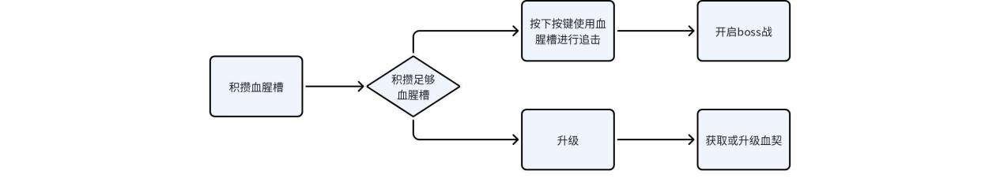 积攒血腥槽
积攒足够
血腥槽
按下按键使用血
腥槽进行追击
开启boss战
升级
获取或升级血契